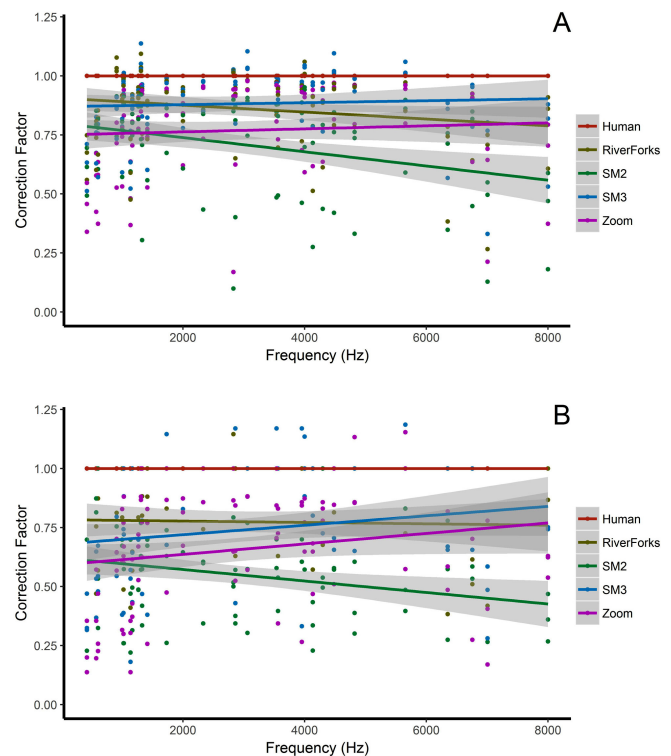 A
1.25
1.00
0.75
0.50
0.25
0.00
Correction Factor
2000 4000 6000 8000
Frequency (Hz)
Human
RiverForks
SM2
SM3
Zoom
B
1.25
1.00
0.75
0.50
0.25
0.00
Correction Factor
2000 4000 6000 8000
Frequency (Hz)
Human
RiverForks
SM2
SM3
Zoom